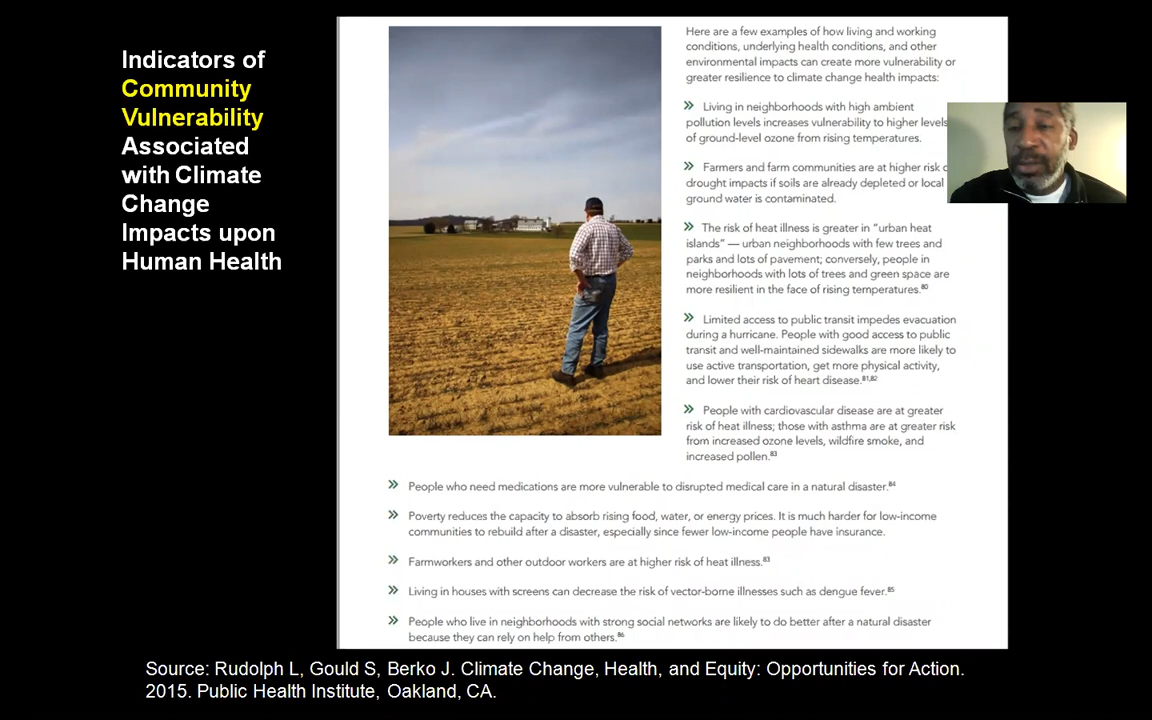 Indicators of
Community
Vulnerability
Associated
with Climate
Change
Impacts upon
Human Health
Here are a few examples of how living and working
conditions, underlying health conditions, and other
environmental impacts can create more vulnerability or
greater resilience to climate change health impacts:
» Living in neighborhoods with high ambient
pollution levels increases vulnerability to higher levels
of ground-level ozone from rising temperatures.
» Farmers and farm communities are at higher risk
drought impacts if soils are already depleted or local
ground water is contaminated.
» The risk of heat illness is greater in “urban heat
islands” — urban neighborhoods with few trees and
parks and lots of pavement; conversely, people in
neighborhoods with lots of trees and green space are
more resilient in the face of rising temperatures.80
» Limited access to public transit impedes evacuation
during a hurricane. People with good access to public
transit and well-maintained sidewalks are more likely to
use active transportation, get more physical activity,
and lower their risk of heart disease.81,82
» People with cardiovascular disease are at greater
risk of heat illness; those with asthma are at greater risk
from increased ozone levels, wildfire smoke, and
increased pollen.83
» People who need medications are more vulnerable to disrupted medical care in a natural disaster.84
» Poverty reduces the capacity to absorb rising food, water, or energy prices. It is much harder for low-income
communities to rebuild after a disaster, especially since fewer low-income people have insurance.
» Farmworkers and other outdoor workers are at higher risk of heat illness.83
» Living in houses with screens can decrease the risk of vector-borne illnesses such as dengue fever.85
» People who live in neighborhoods with strong social networks are likely to do better after a natural disaster
because they can rely on help from others.86
Source: Rudolph L, Gould S, Berko J. Climate Change, Health, and Equity: Opportunities for Action.
2015. Public Health Institute, Oakland, CA.